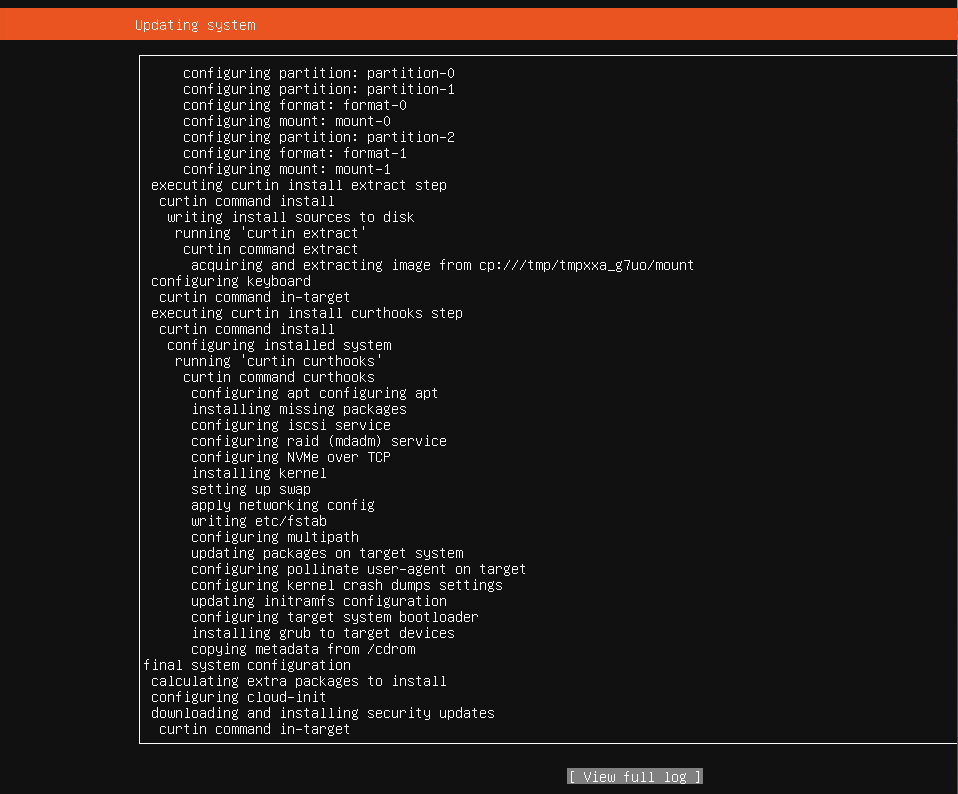 Updating system
configuring partition: partition-0
configuring partition: partition-1
configuring format: format-0
configuring mount: mount-0
configuring partition: partition-2
configuring format: format-1
configuring mount: mount-1
executing curtin install extract step
curtin command install
writing install sources to disk
running 'curtin extract'
curtin command extract
acquiring and extracting image from cp:///tmp/tmpxxa_g7uo/mount
configuring keyboard
curtin command in-target
executing curtin install curthooks step
curtin command install
configuring installed system
running 'curtin curthooks'
curtin command curthooks
configuring apt configuring apt
installing missing packages
configuring iscsi service
configuring raid (mdadm) service
configuring NVMe over TCP
installing kernel
setting up swap
apply networking config
writing etc/fstab
configuring multipath
updating packages on target system
configuring pollinate user-agent on target
configuring kernel crash dumps settings
updating initramfs configuration
configuring target system bootloader
installing grub to target devices
copying metadata from /cdrom
final system configuration
calculating extra packages to install
configuring cloud-init
downloading and installing security updates
curtin command in-target
[ View full log ]